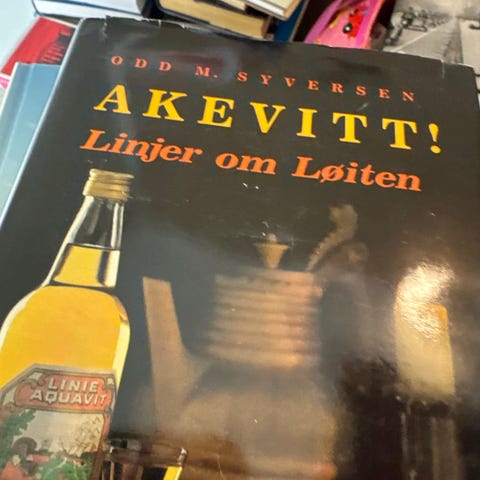 ODD M. SYVERSEN
AKEVITT!
Linjer om Løiten
LINIE
AQUAVIT